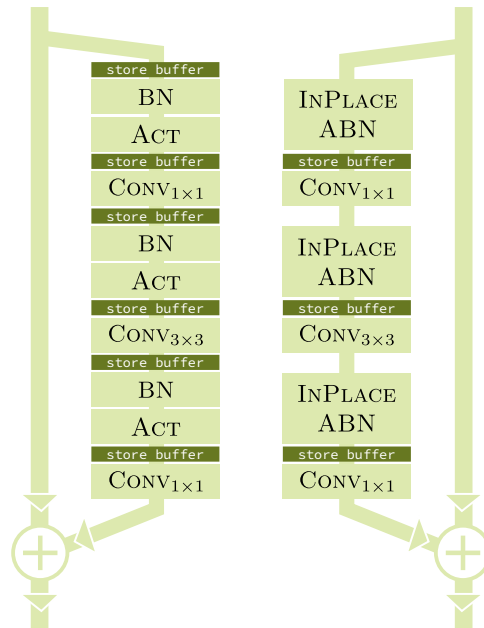 store buffer
BN
ACT
store buffer
CONV1×1
store buffer
BN
ACT
store buffer
CONV3×3
store buffer
BN
ACT
store buffer
CONV1×1
INPLACE
ABN
store buffer
CONV1×1
INPLACE
ABN
store buffer
CONV3×3
INPLACE
ABN
store buffer
CONV1×1